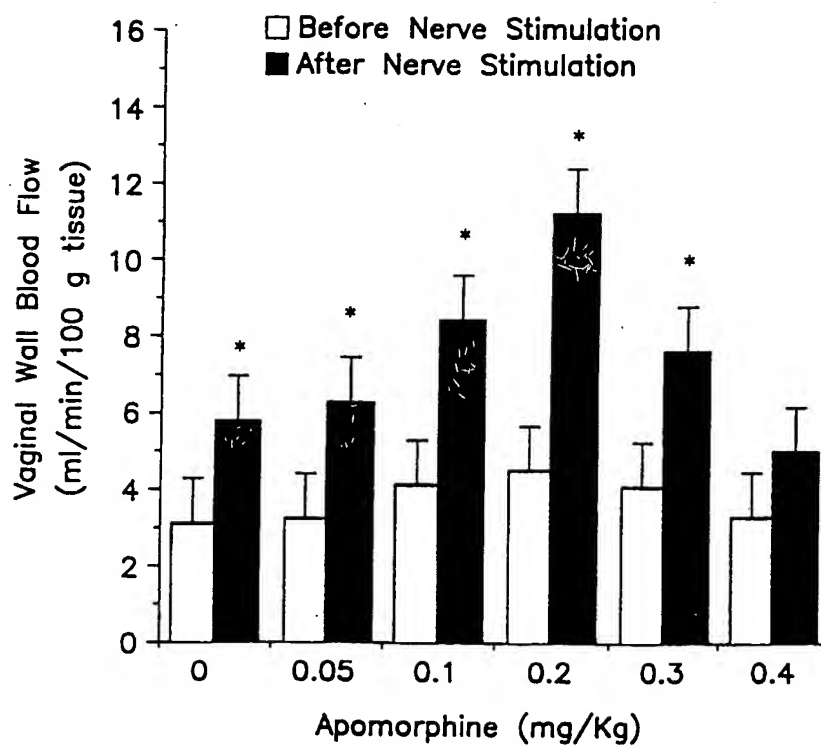 Before Nerve Stimulation
After Nerve Stimulation
Vaginal Wall Blood Flow
(ml/min/100 g tissue)
16
14
12
10
8
6
4
2
0
*
*
*
*
*
0 0.05 0.1 0.2 0.3 0.4
Apomorphine (mg/Kg)